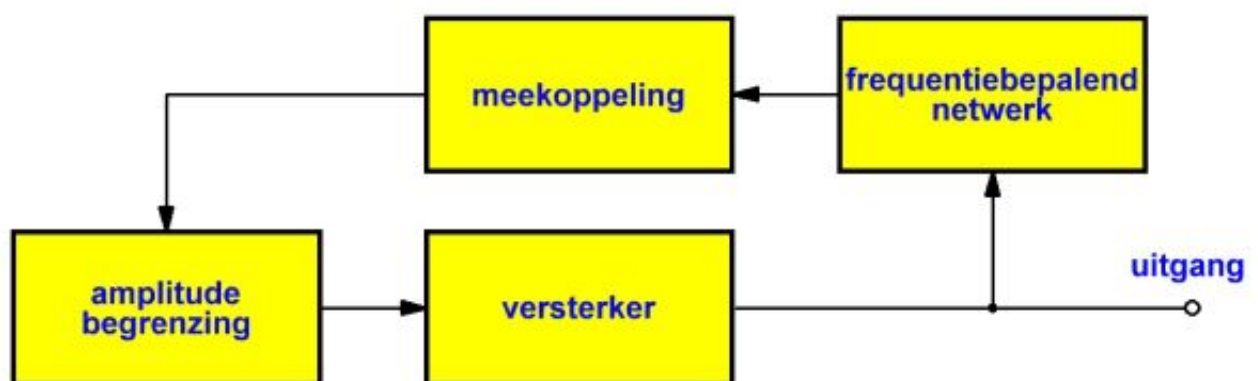 meekoppeling
frequentiebepalend
netwerk
amplitude
begrenzing
versterker
uitgang